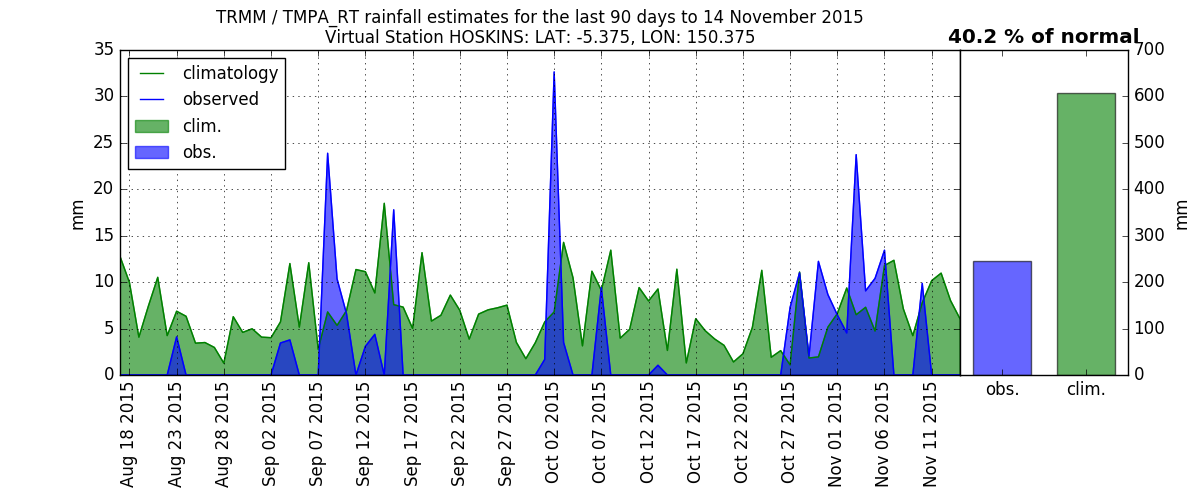 TRMM / TMPA_RT rainfall estimates for the last 90 days to 14 November 2015
Virtual Station HOSKINS: LAT: -5.375, LON: 150.375
40.2 % of normal
35
30
25
20
15
10
5
0
mm
climatology
observed
clim.
obs.
Aug 18 2015
Aug 23 2015
Aug 28 2015
Sep 02 2015
Sep 07 2015
Sep 12 2015
Sep 17 2015
Sep 22 2015
Sep 27 2015
Oct 02 2015
Oct 07 2015
Oct 12 2015
Oct 17 2015
Oct 22 2015
Oct 27 2015
Nov 01 2015
Nov 06 2015
Nov 11 2015
obs.
clim.
700
600
500
400
300
200
100
0
mm